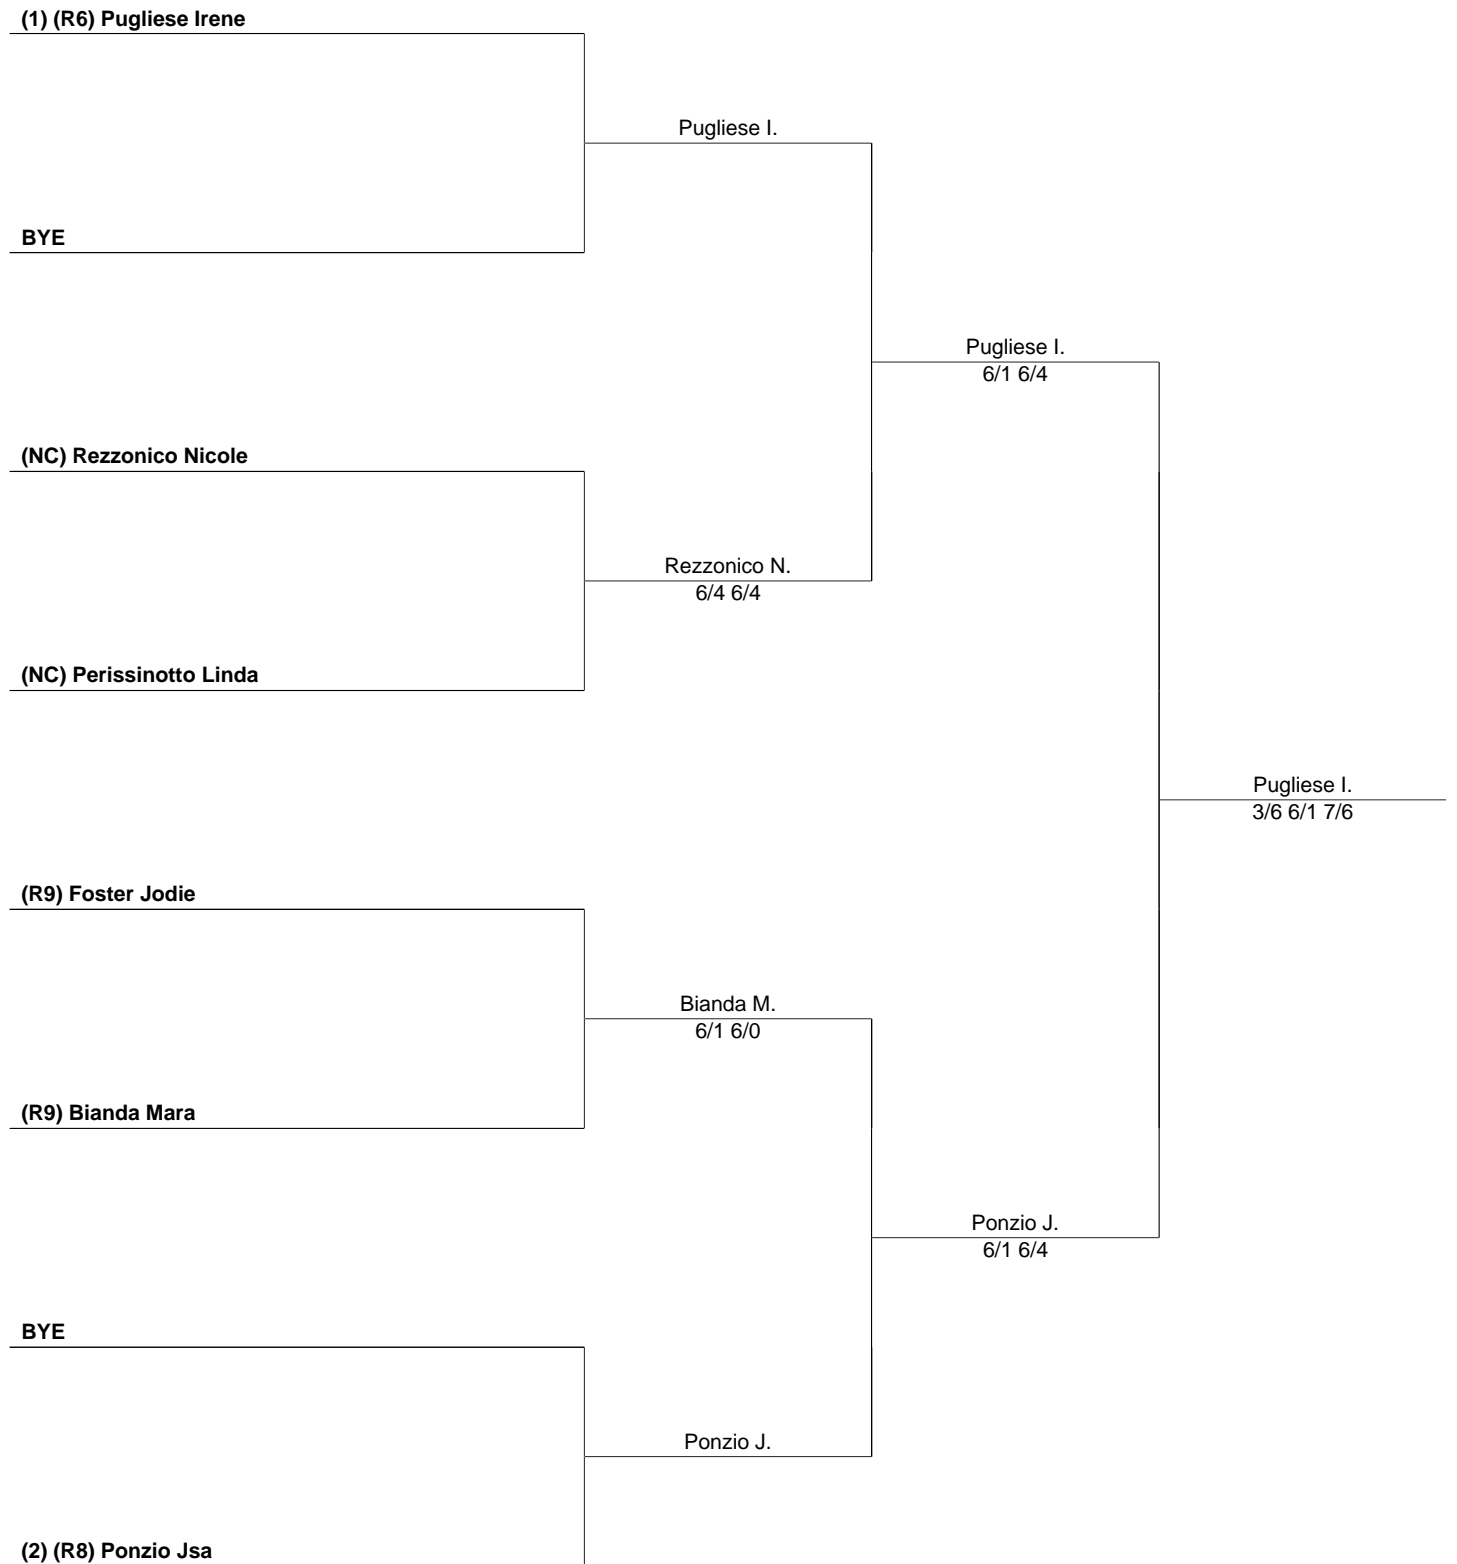 (1) (R6) Pugliese Irene
Pugliese I.
BYE
Pugliese I.
6/1 6/4
(NC) Rezzonico Nicole
Rezzonico N.
6/4 6/4
(NC) Perissinotto Linda
Pugliese I.
3/6 6/1 7/6
(R9) Foster Jodie
Bianda M.
6/1 6/0
(R9) Bianda Mara
Ponzio J.
6/1 6/4
BYE
Ponzio J.
(2) (R8) Ponzio Jsa